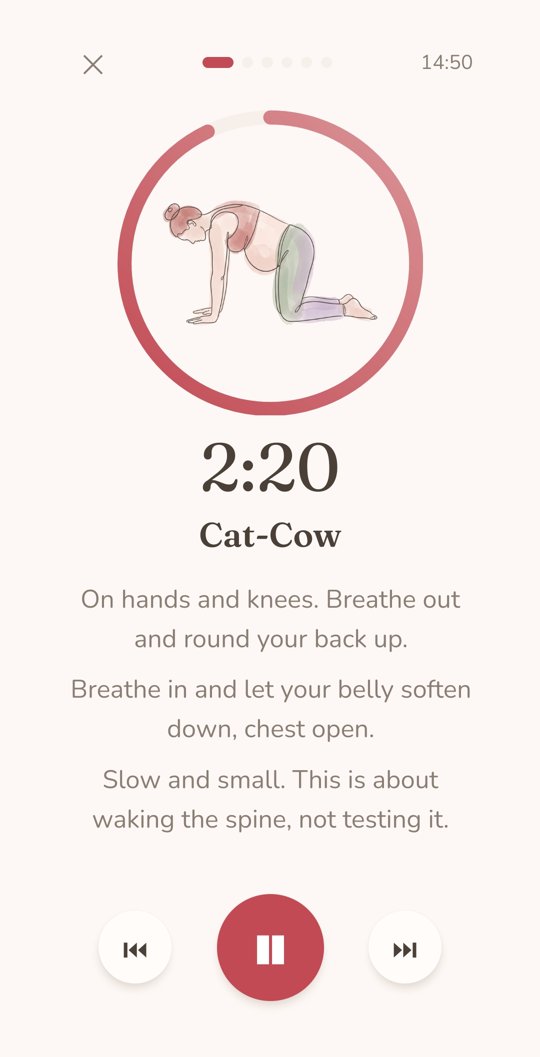 14:50
2:20
Cat-Cow
On hands and knees. Breathe out
and round your back up.
Breathe in and let your belly soften
down, chest open.
Slow and small. This is about
waking the spine, not testing it.